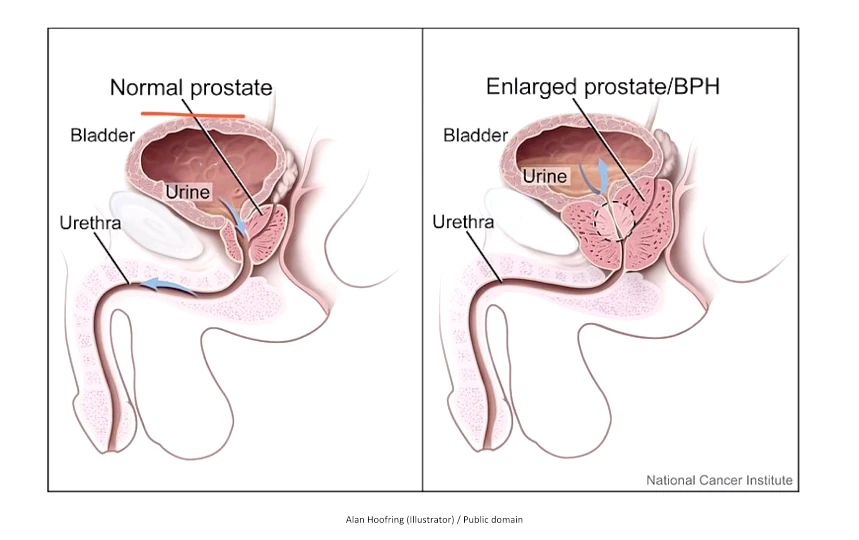 Normal prostate
Bladder
Urine
Urethra
Enlarged prostate/BPH
Bladder
Urine
Urethra
National Cancer Institute
Alan Hoofring (Illustrator) / Public domain